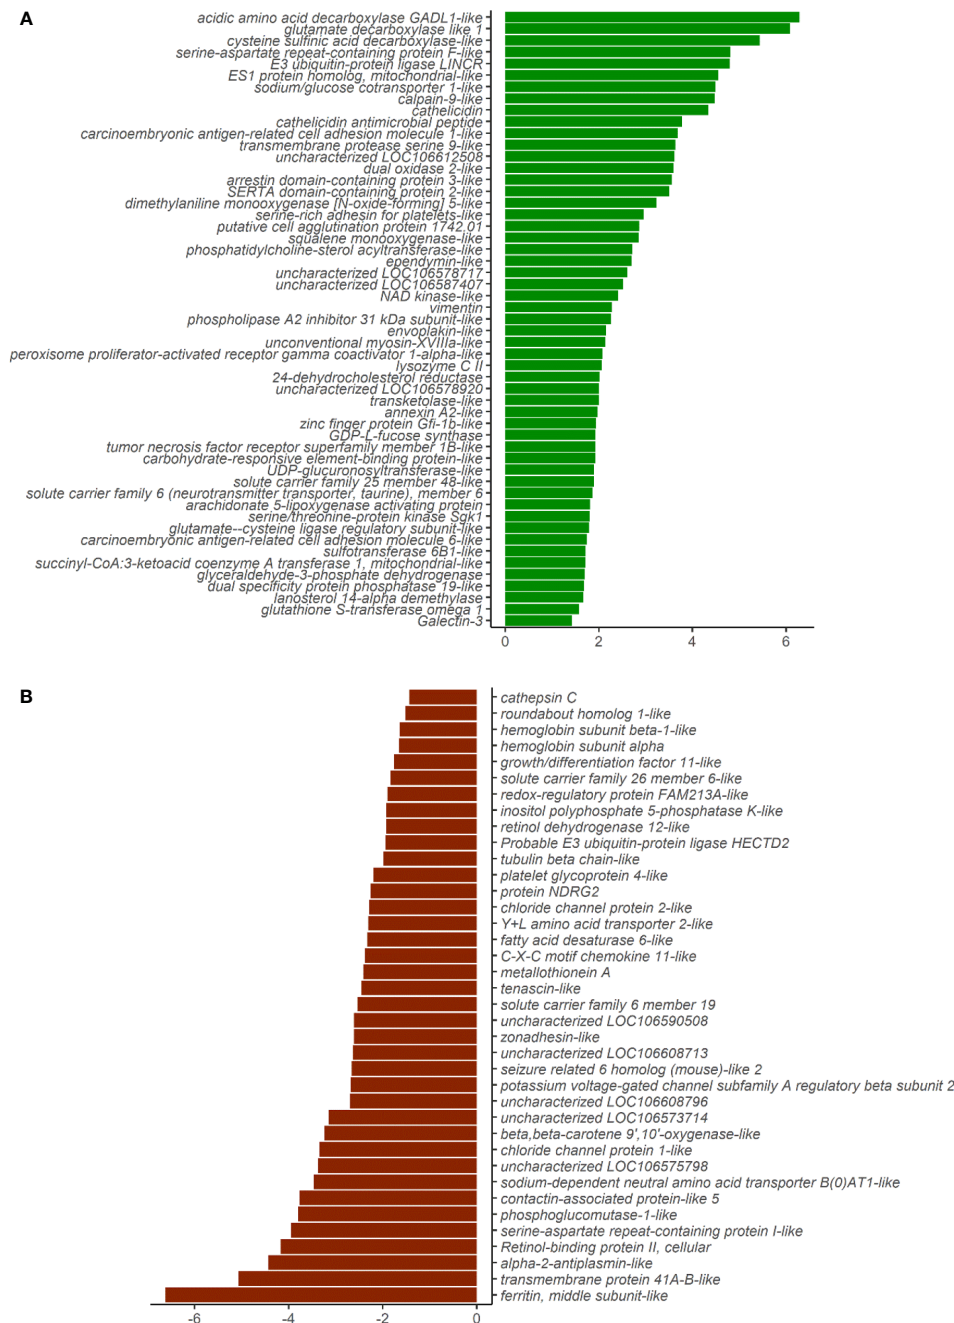 A
acidic amino acid decarboxylase GADL1-like
glutamate decarboxylase like 1
cysteine sulfinic acid decarboxylase-like
serine-aspartate repeat-containing protein F-like
E3 ubiquitin-protein ligase LINCR
ES1 protein homolog, mitochondrial-like
sodium/glucose cotransporter 1-like
calpain-9-like
cathelicidin
cathelicidin antimicrobial peptide
carcinoembryonic antigen-related cell adhesion molecule 1-like
transmembrane protease serine 9-like
uncharacterized LOC106612508
dual oxidase 2-like
arrestin domain-containing protein 3-like
SERTA domain-containing protein 2-like
dimethylaniline monooxygenase [N-oxide-forming] 5-like
serine-rich adhesin for platelets-like
putative cell agglutination protein 1742.01
squalene monooxygenase-like
phosphatidylcholine-sterol acyltransferase-like
ependymin-like
uncharacterized LOC106578717
uncharacterized LOC106587407
NAD kinase-like
vimentin
phospholipase A2 inhibitor 31 kDa subunit-like
envoplakin-like
unconventional myosin-XVIIIa-like
peroxisome proliferator-activated receptor gamma coactivator 1-alpha-like
lysozyme C II
24-dehydrocholesterol reductase
uncharacterized LOC106578920
transketolase-like
annexin A2-like
zinc finger protein Gfi-1b-like
GDP-L-fucose synthase
tumor necrosis factor receptor superfamily member 1B-like
carbohydrate-responsive element-binding protein-like
UDP-glucuronosyltransferase-like
solute carrier family 25 member 48-like
solute carrier family 6 (neurotransmitter transporter, taurine), member 6
arachidonate 5-lipoxygenase activating protein
serine/threonine-protein kinase Sgk1
glutamate--cysteine ligase regulatory subunit-like
carcinoembryonic antigen-related cell adhesion molecule 6-like
sulfotransferase 6B1-like
succinyl-CoA:3-ketoacid coenzyme A transferase 1, mitochondrial-like
glyceraldehyde-3-phosphate dehydrogenase
dual specificity protein phosphatase 19-like
lanosterol 14-alpha demethylase
glutathione S-transferase omega 1
Galectin-3
0 2 4 6
B
cathepsin C
roundabout homolog 1-like
hemoglobin subunit beta-1-like
hemoglobin subunit alpha
growth/differentiation factor 11-like
solute carrier family 26 member 6-like
redox-regulatory protein FAM213A-like
inositol polyphosphate 5-phosphatase K-like
retinol dehydrogenase 12-like
Probable E3 ubiquitin-protein ligase HECTD2
tubulin beta chain-like
platelet glycoprotein 4-like
protein NDRG2
chloride channel protein 2-like
Y+L amino acid transporter 2-like
fatty acid desaturase 6-like
C-X-C motif chemokine 11-like
metallothionein A
tenascin-like
solute carrier family 6 member 19
uncharacterized LOC106590508
zonadhesin-like
uncharacterized LOC106608713
seizure related 6 homolog (mouse)-like 2
potassium voltage-gated channel subfamily A regulatory beta subunit 2
uncharacterized LOC106608796
uncharacterized LOC106573714
beta,beta-carotene 9',10'-oxygenase-like
chloride channel protein 1-like
uncharacterized LOC106575798
sodium-dependent neutral amino acid transporter B(0)AT1-like
contactin-associated protein-like 5
phosphoglucomutase-1-like
serine-aspartate repeat-containing protein I-like
Retinol-binding protein II, cellular
alpha-2-antiplasmin-like
transmembrane protein 41A-B-like
ferritin, middle subunit-like
-6 -4 -2 0